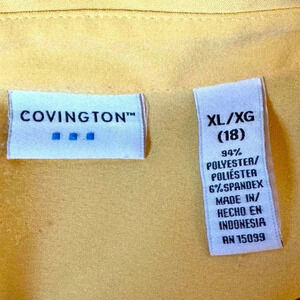 COVINGTON™
XL/XG
(18)
94%
POLYESTER/
POLIÉSTER
6% SPANDEX
MADE IN/
HECHO EN
INDONESIA
RN 15099